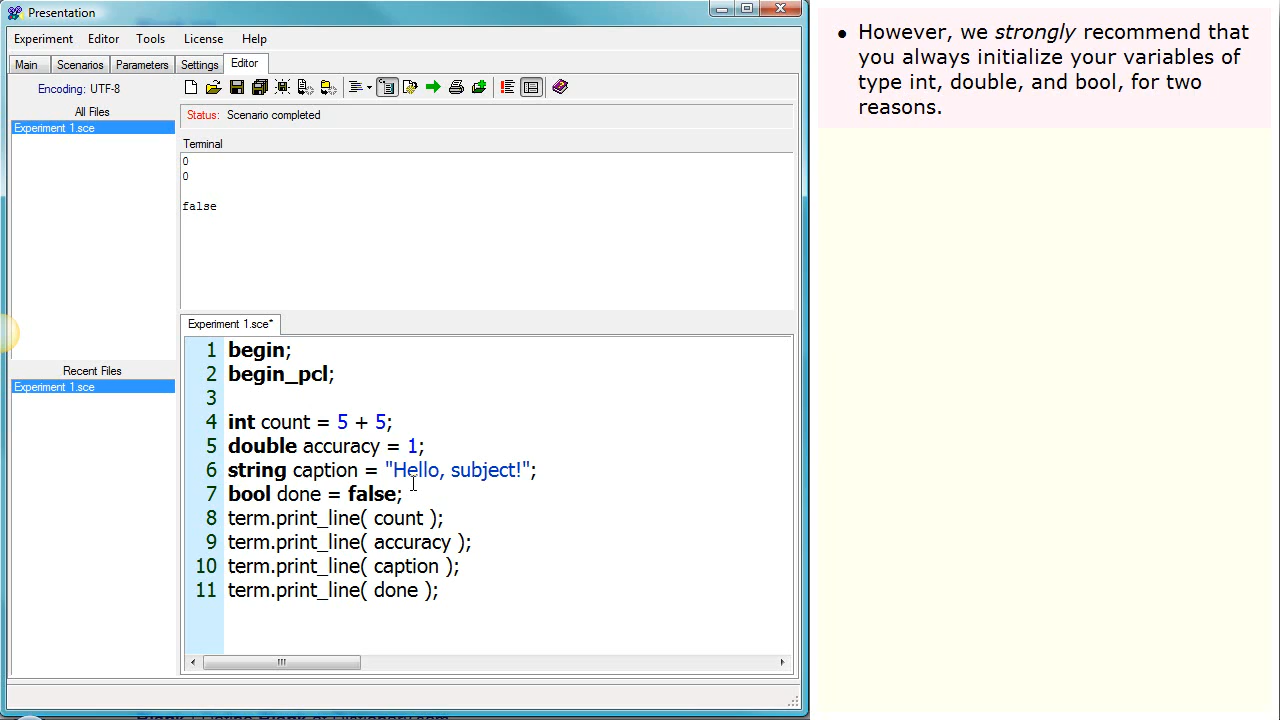 Presentation
Experiment Editor Tools License Help
Main Scenarios Parameters Settings Editor
Encoding: UTF-8
All Files
Experiment 1.sce
Recent Files
Experiment 1.sce
Status: Scenario completed
Terminal
0
0
false
Experiment 1.sce*
1 begin;
2 begin_pcl;
3
4 int count = 5 + 5;
5 double accuracy = 1;
6 string caption = "Hello, subject!";
7 bool done = false;
8 term.print_line( count );
9 term.print_line( accuracy );
10 term.print_line( caption );
11 term.print_line( done );
• However, we strongly recommend that
you always initialize your variables of
type int, double, and bool, for two
reasons.